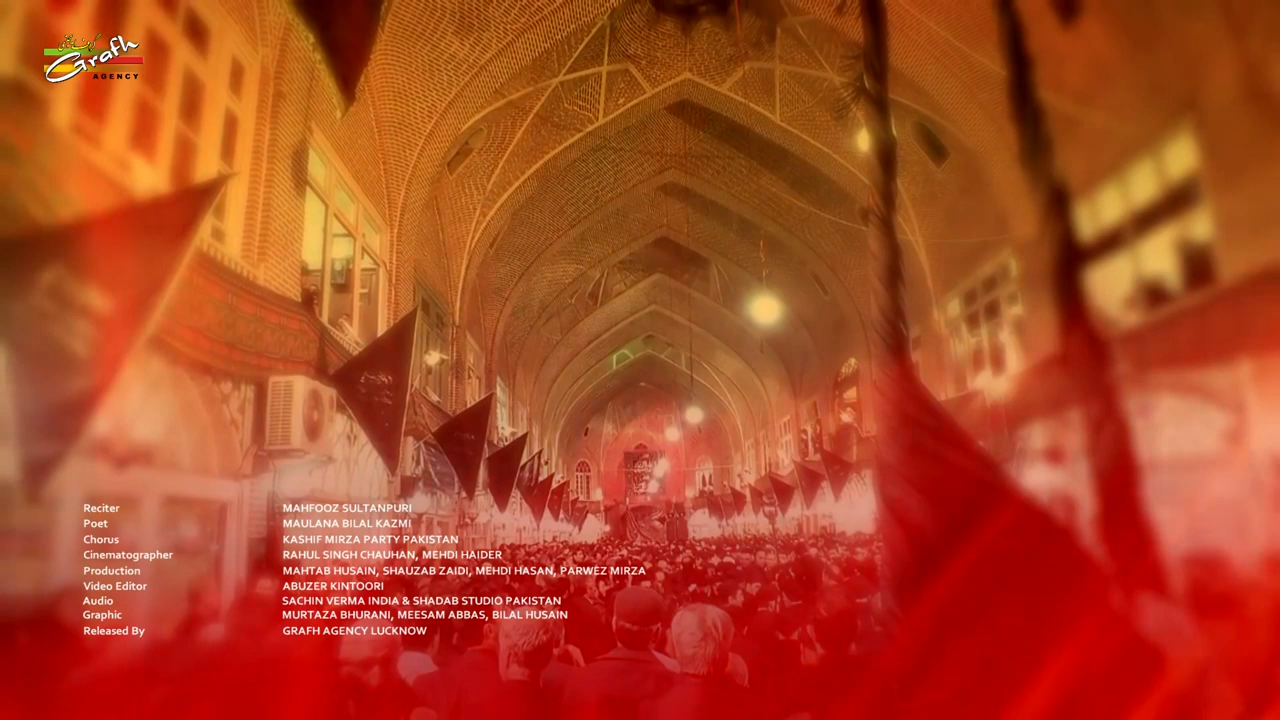 Grafh
AGENCY
Reciter MAHFOOZ SULTANPURI
Poet MAULANA BILAL KAZMI
Chorus KASHIF MIRZA PARTY PAKISTAN
Cinematographer RAHUL SINGH CHAUHAN, MEHDI HAIDER
Production MAHTAB HUSAIN, SHAUZAB ZAIDI, MEHDI HASAN, PARWEZ MIRZA
Video Editor ABUZER KINTOORI
Audio SACHIN VERMA INDIA & SHADAB STUDIO PAKISTAN
Graphic MURTAZA BHURANI, MEESAM ABBAS, BILAL HUSAIN
Released By GRAFH AGENCY LUCKNOW